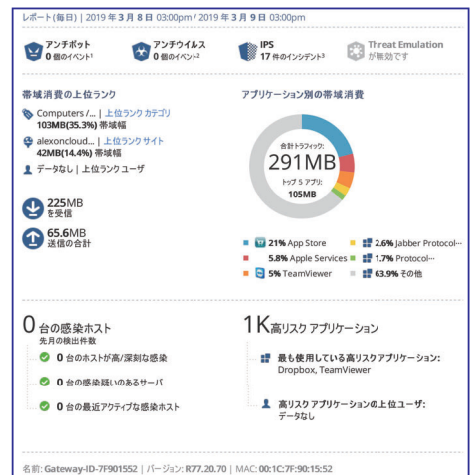 レポート(毎日) | 2019 年 3 月 8 日 03:00pm / 2019 年 3 月 9 日 03:00pm
アンチボット
0 個のイベント¹
アンチウイルス
0 個のイベン›²
IPS
17 件のインシデント³
Threat Emulation
が無効です
帯域消費の上位ランク
Computers /... | 上位ランク カテゴリ
103MB(35.3%) 帯域幅
alexoncloud... | 上位ランク サイト
42MB(14.4%) 帯域幅
データなし | 上位ランク ユーザ
225MB
を受信
65.6MB
送信の合計
アプリケーション別の帯域消費
合計トラフィック:
291MB
トップ 5 アプリ:
105MB
21% App Store
2.6% Jabber Protocol…
5.8% Apple Services
1.7% Protocol…
5% TeamViewer
63.9% その他
0 台の感染ホスト
先月の検出件数
0 台のホストが高/深刻な感染
0 台の感染疑いのあるサーバ
0 台の最近アクティブな感染ホスト
1K 高リスク アプリケーション
最も使用している高リスクアプリケーション:
Dropbox, TeamViewer
高リスク アプリケーションの上位ユーザ:
データなし
名前: Gateway-ID-7F901552 | バージョン: R77.20.70 | MAC: 00:1C:7F:90:15:52